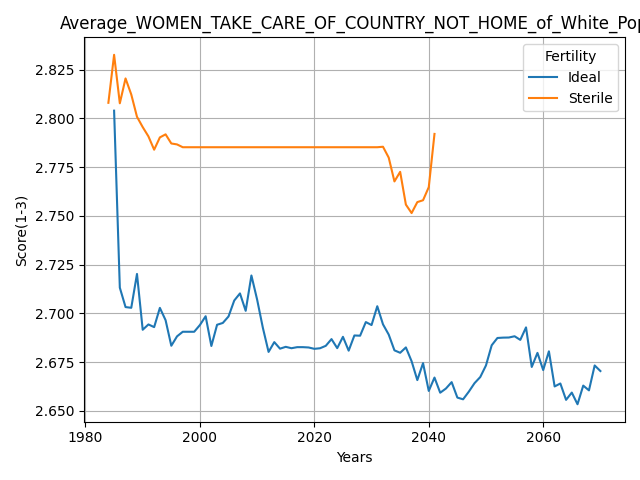 Average_WOMEN_TAKE_CARE_OF_COUNTRY_NOT_HOME_of_White_Pop
Fertility
Ideal
Sterile
2.825
2.800
2.775
2.750
2.725
2.700
2.675
2.650
Score(1-3)
1980 2000 2020 2040 2060
Years